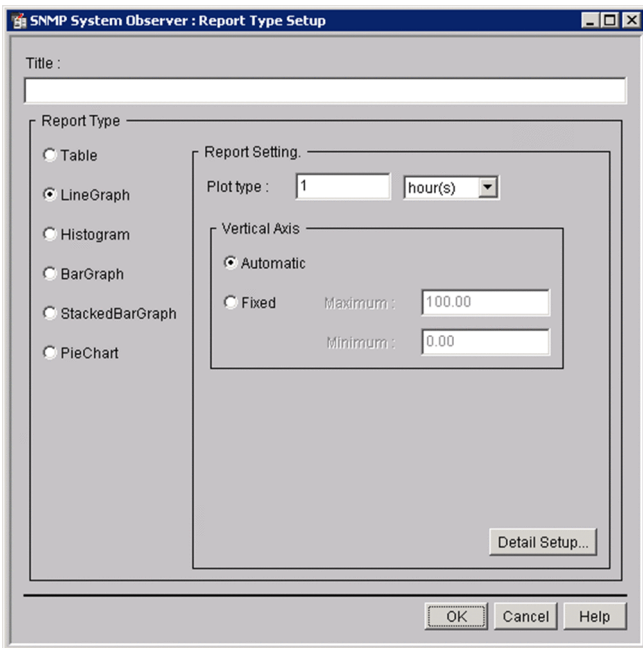 SNMP System Observer : Report Type Setup
Title :
Report Type
Table
LineGraph
Histogram
BarGraph
StackedBarGraph
PieChart
Report Setting.
Plot type : 1 hour(s)
Vertical Axis
Automatic
Fixed Maximum : 100.00
Minimum : 0.00
Detail Setup...
OK Cancel Help